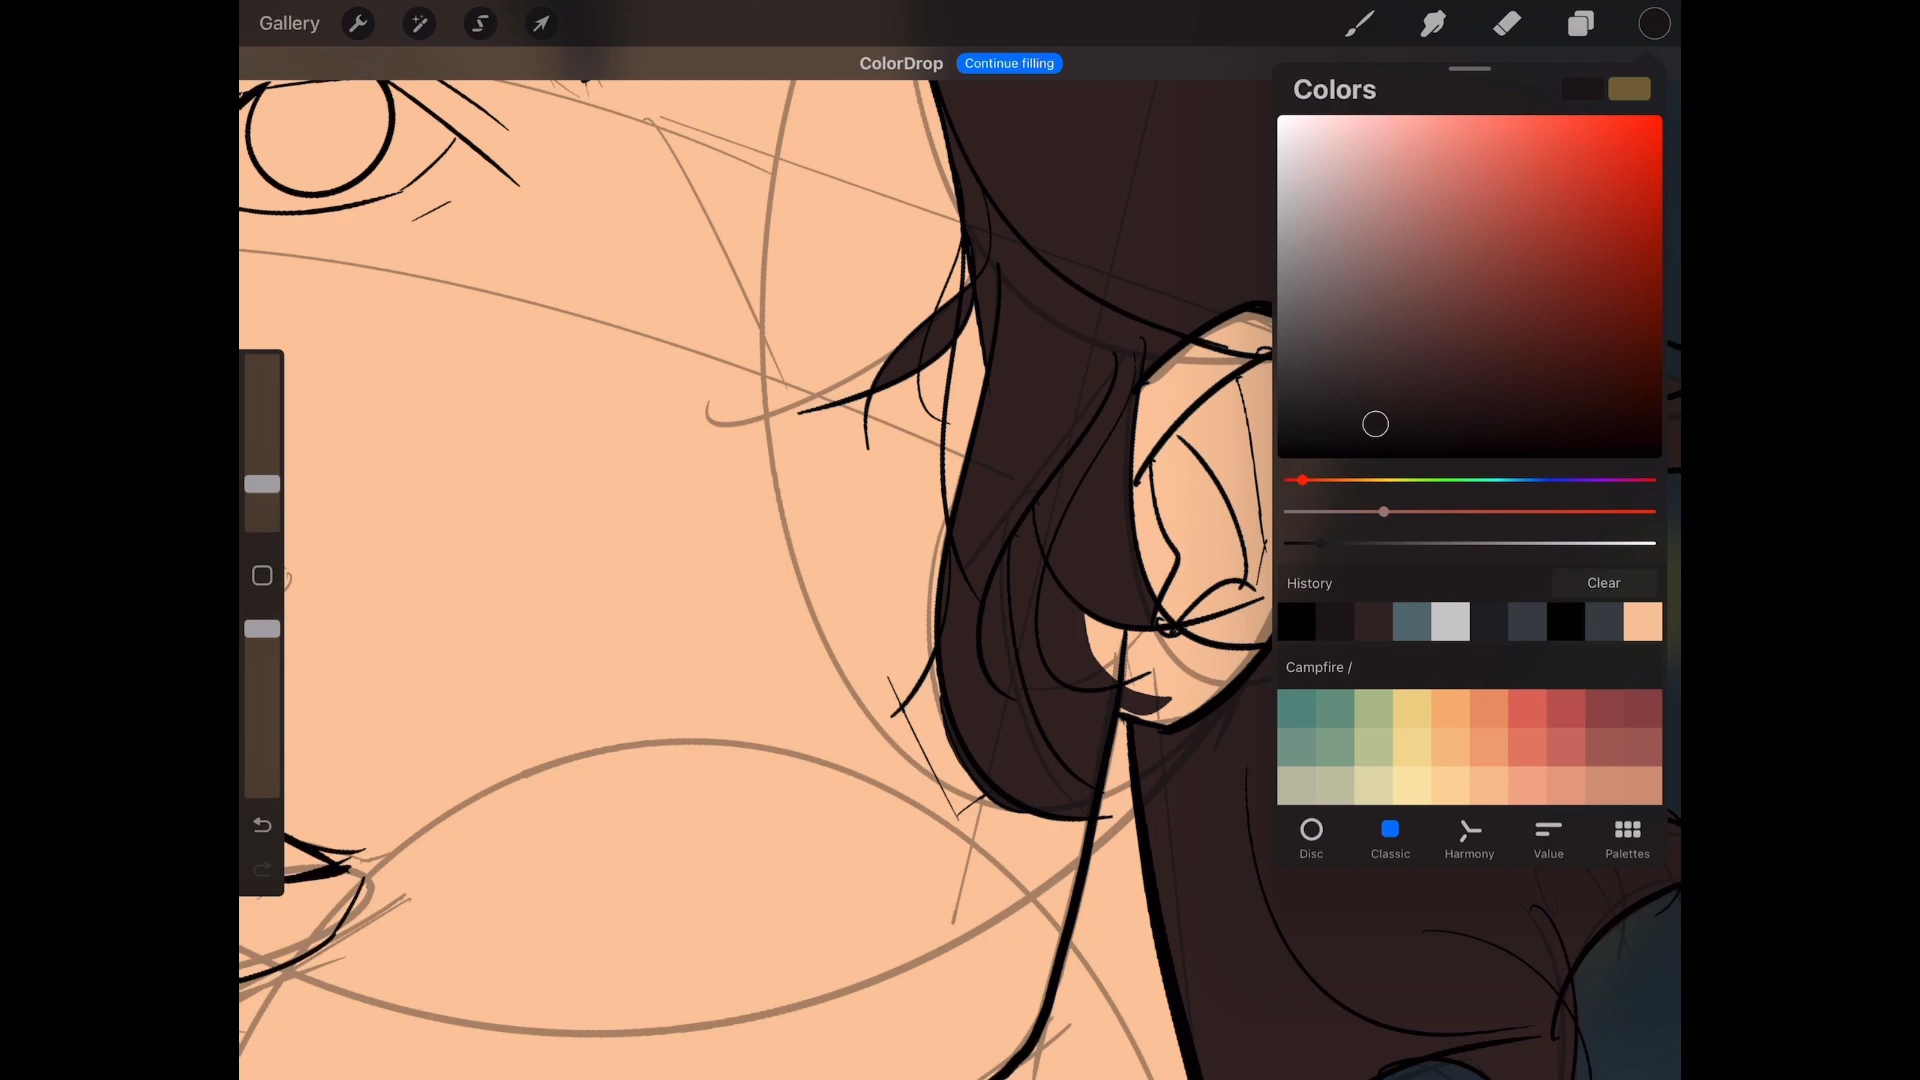 Gallery
ColorDrop Continue filling
Colors
History Clear
Campfire /
Disc Classic Harmony Value Palettes